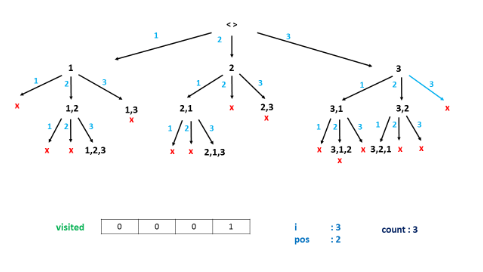 < >
1 2 3
1 2 3
1 2 3 1 2 3 1 2 3
x 1,2 1,3 2,1 x 2,3 3,1 3,2 x
x x
1 2 3 1 2 3 1 2 3 1 2 3
x x 1,2,3 x x 2,1,3 x 3,1,2 x 3,2,1 x x
x
visited 0 0 0 1 i : 3 count : 3
pos : 2